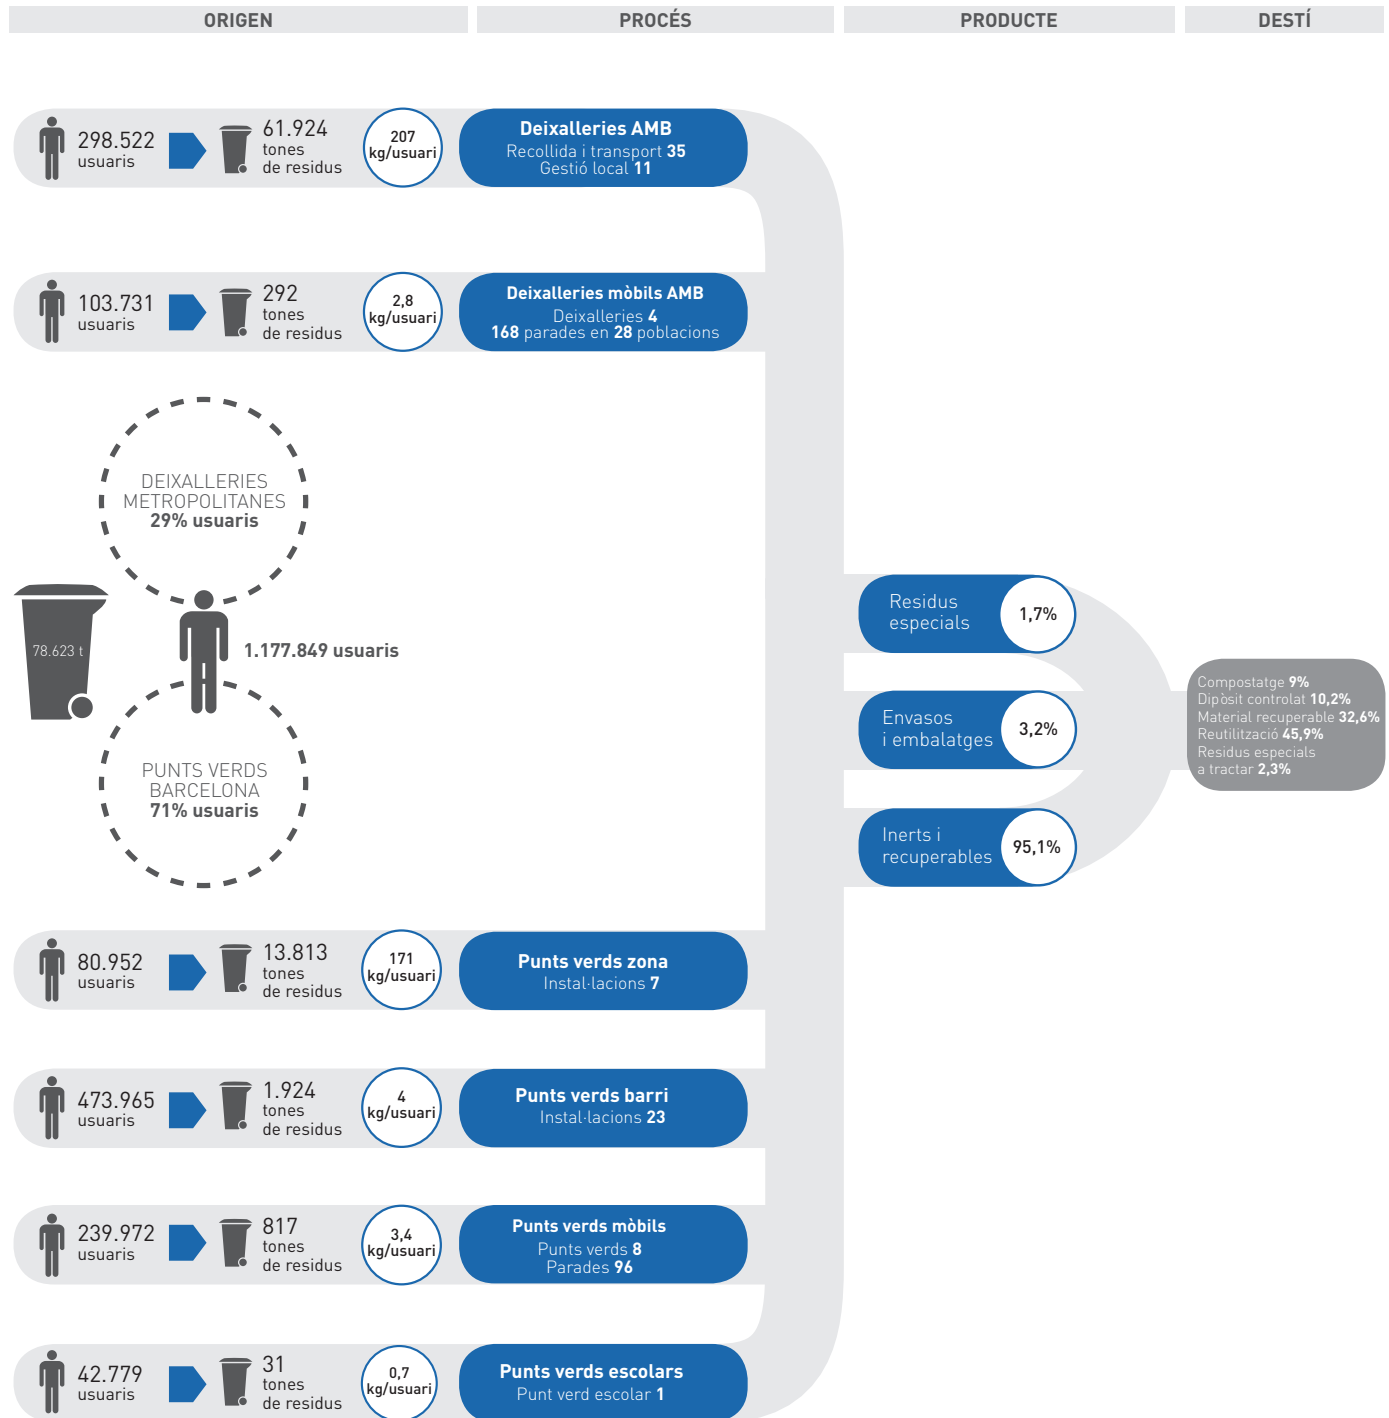 ORIGEN
PROCÉS
PRODUCTE
DESTÍ
298.522
usuaris
61.924
tones
de residus
207
kg/usuari
Deixalleries AMB
Recollida i transport 35
Gestió local 11
103.731
usuaris
292
tones
de residus
2,8
kg/usuari
Deixalleries mòbils AMB
Deixalleries 4
168 parades en 28 poblacions
DEIXALLERIES
METROPOLITANES
29% usuaris
78.623 t
1.177.849 usuaris
PUNTS VERDS
BARCELONA
71% usuaris
Residus
especials
1,7%
Envasos
i embalatges
3,2%
Inerts i
recuperables
95,1%
Compostatge 9%
Dipòsit controlat 10,2%
Material recuperable 32,6%
Reutilització 45,9%
Residus especials
a tractar 2,3%
80.952
usuaris
13.813
tones
de residus
171
kg/usuari
Punts verds zona
Instal·lacions 7
473.965
usuaris
1.924
tones
de residus
4
kg/usuari
Punts verds barri
Instal·lacions 23
239.972
usuaris
817
tones
de residus
3,4
kg/usuari
Punts verds mòbils
Punts verds 8
Parades 96
42.779
usuaris
31
tones
de residus
0,7
kg/usuari
Punts verds escolars
Punt verd escolar 1